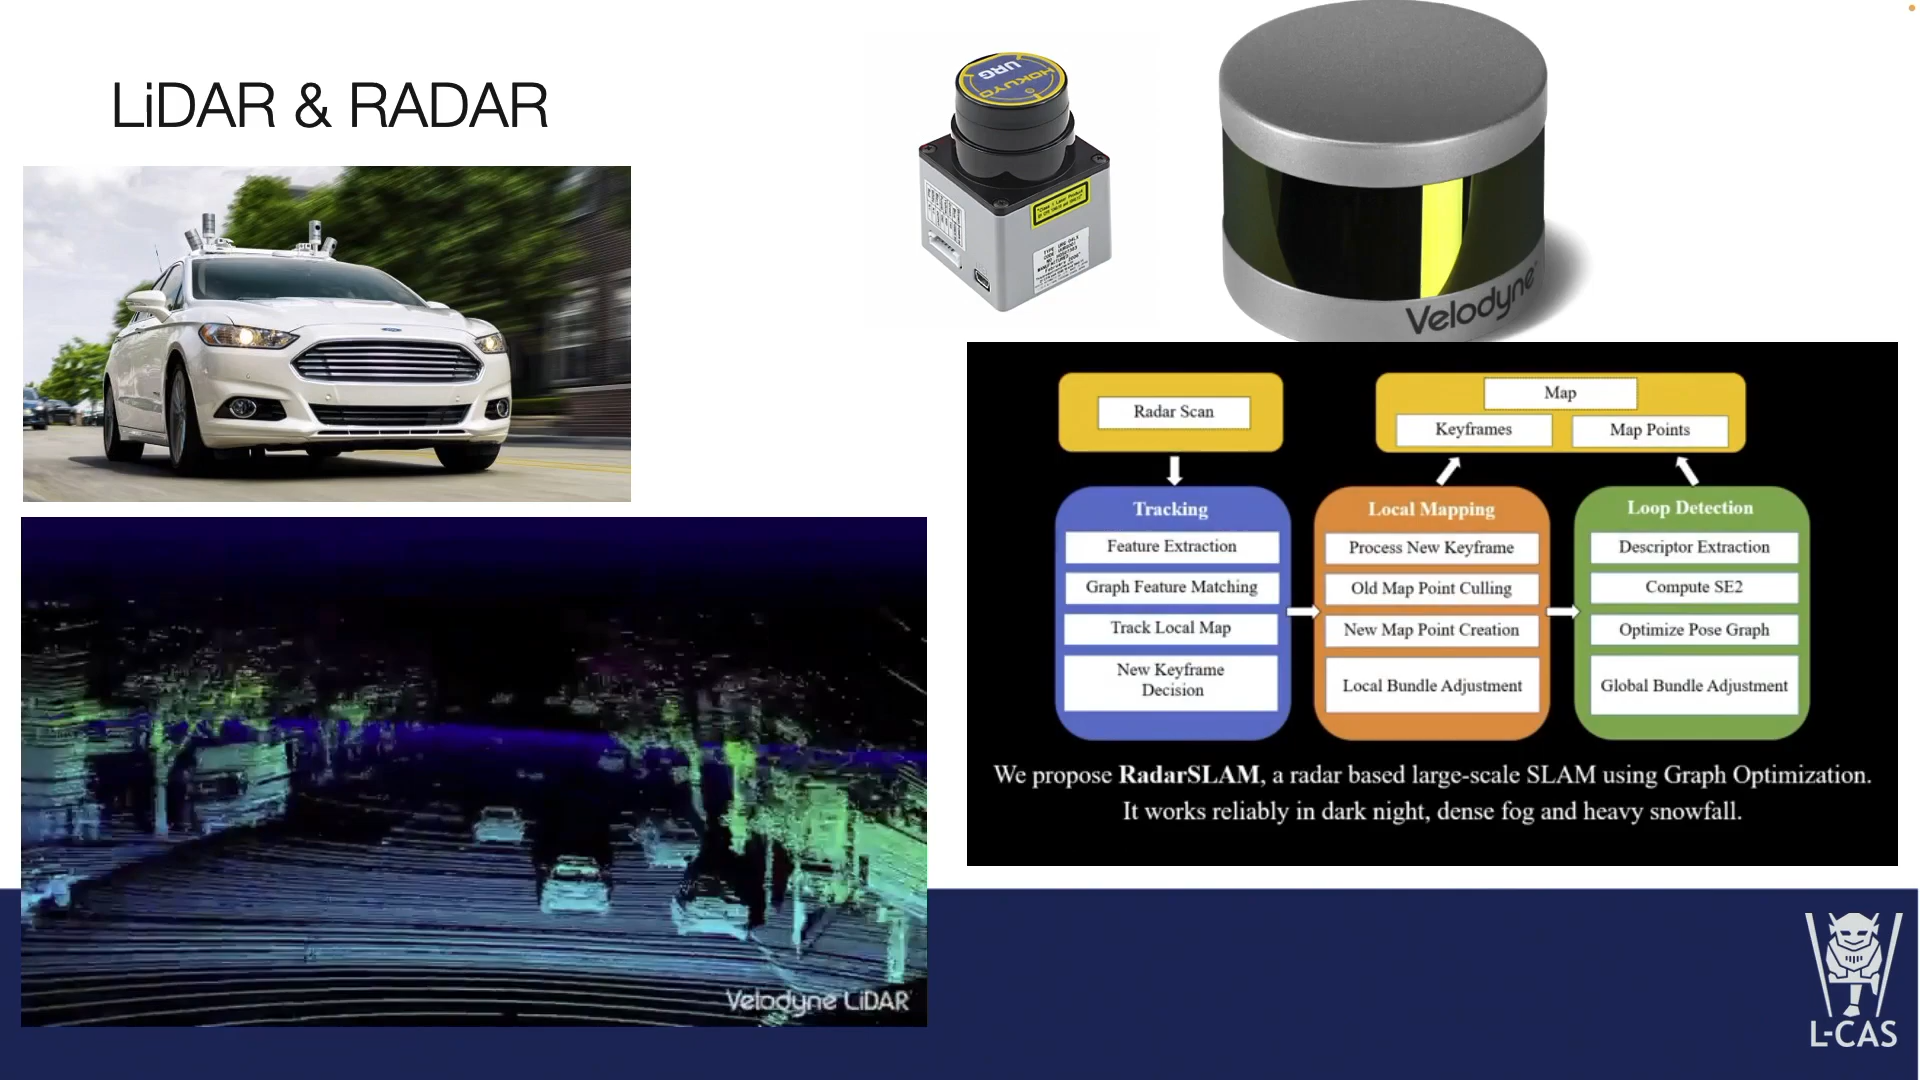 LiDAR & RADAR
HOKUYO
URG
Velodyne
Radar Scan
Map
Keyframes
Map Points
Tracking
Feature Extraction
Graph Feature Matching
Track Local Map
New Keyframe
Decision
Local Mapping
Process New Keyframe
Old Map Point Culling
New Map Point Creation
Local Bundle Adjustment
Loop Detection
Descriptor Extraction
Compute SE2
Optimize Pose Graph
Global Bundle Adjustment
We propose RadarSLAM, a radar based large-scale SLAM using Graph Optimization.
It works reliably in dark night, dense fog and heavy snowfall.
Velodyne LiDAR
L-CAS